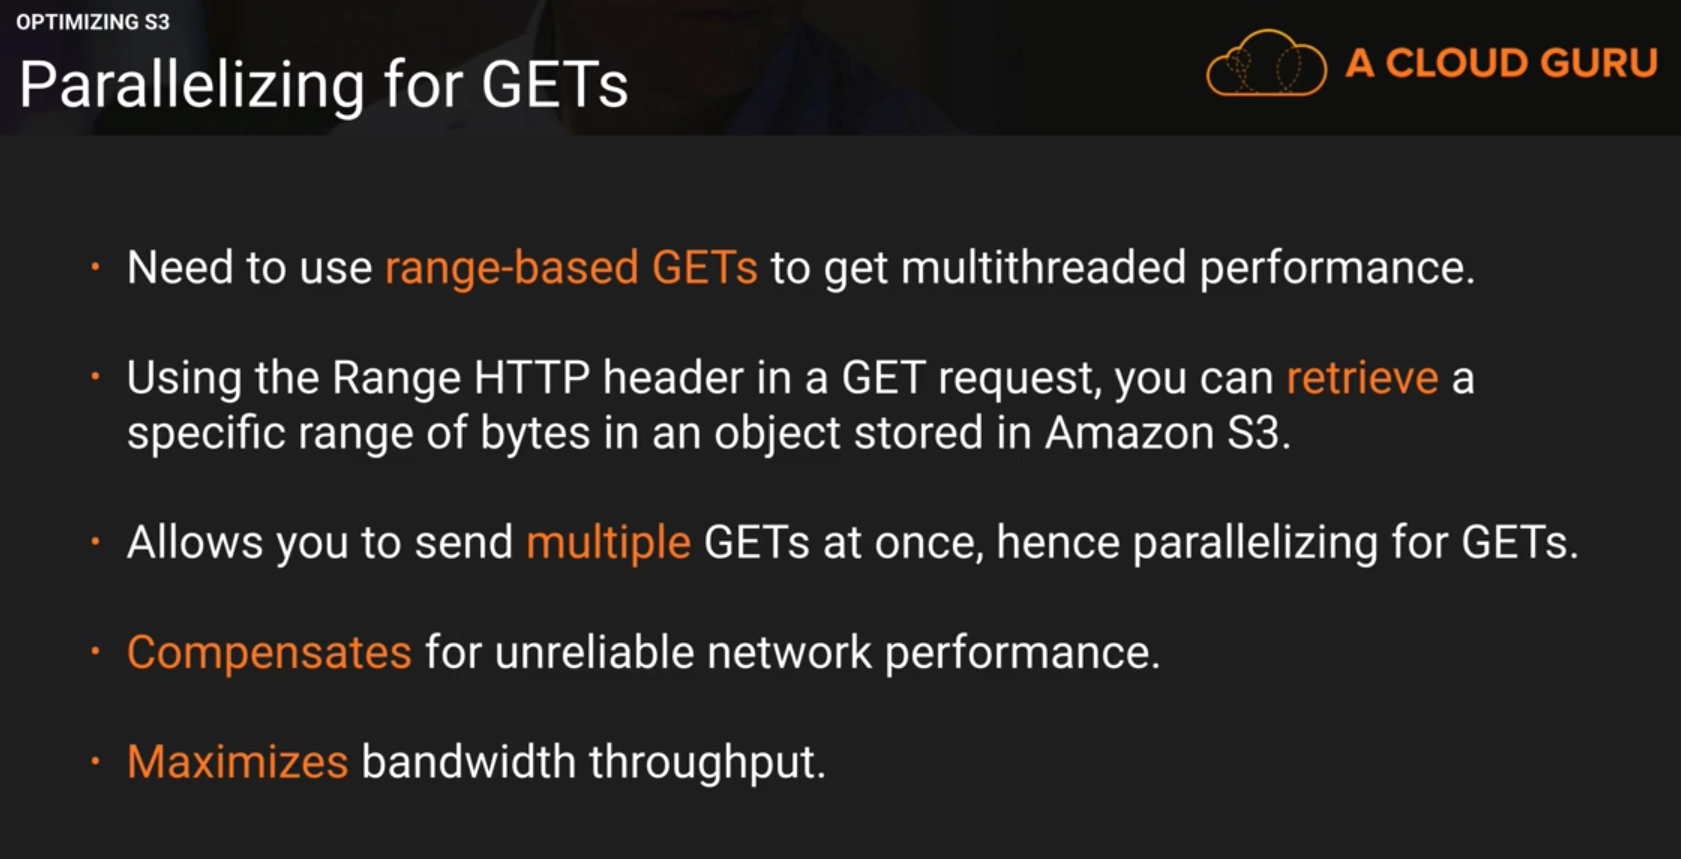 OPTIMIZING S3
Parallelizing for GETs
A CLOUD GURU
· Need to use range-based GETs to get multithreaded performance.
· Using the Range HTTP header in a GET request, you can retrieve a
specific range of bytes in an object stored in Amazon S3.
· Allows you to send multiple GETs at once, hence parallelizing for GETs.
· Compensates for unreliable network performance.
· Maximizes bandwidth throughput.